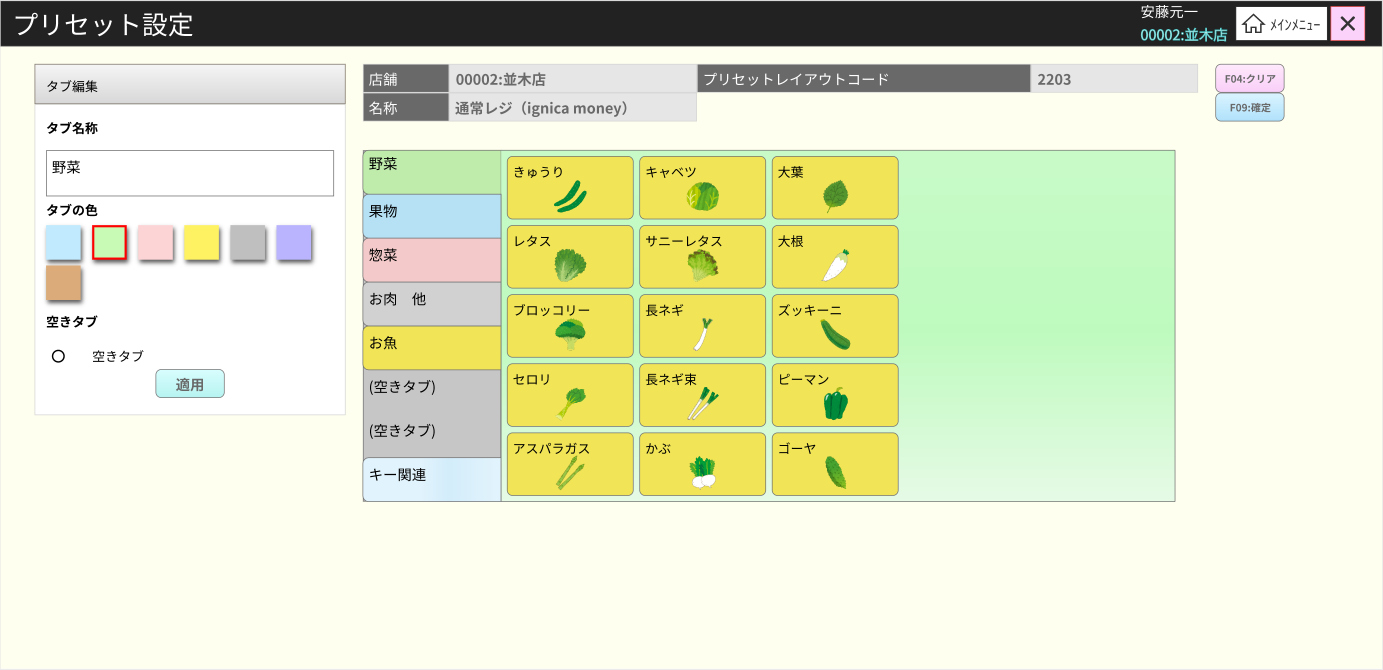 プリセット設定
安藤元一
00002:並木店
メインメニュー
タブ編集
タブ名称
野菜
タブの色
空きタブ
空きタブ
適用
店舗 00002:並木店 プリセットレイアウトコード 2203
名称 通常レジ（ignica money）
F04:クリア
F09:確定
野菜
果物
惣菜
お肉　他
お魚
(空きタブ)
(空きタブ)
キー関連
きゅうり キャベツ 大葉
レタス サニーレタス 大根
ブロッコリー 長ネギ ズッキーニ
セロリ 長ネギ束 ピーマン
アスパラガス かぶ ゴーヤ